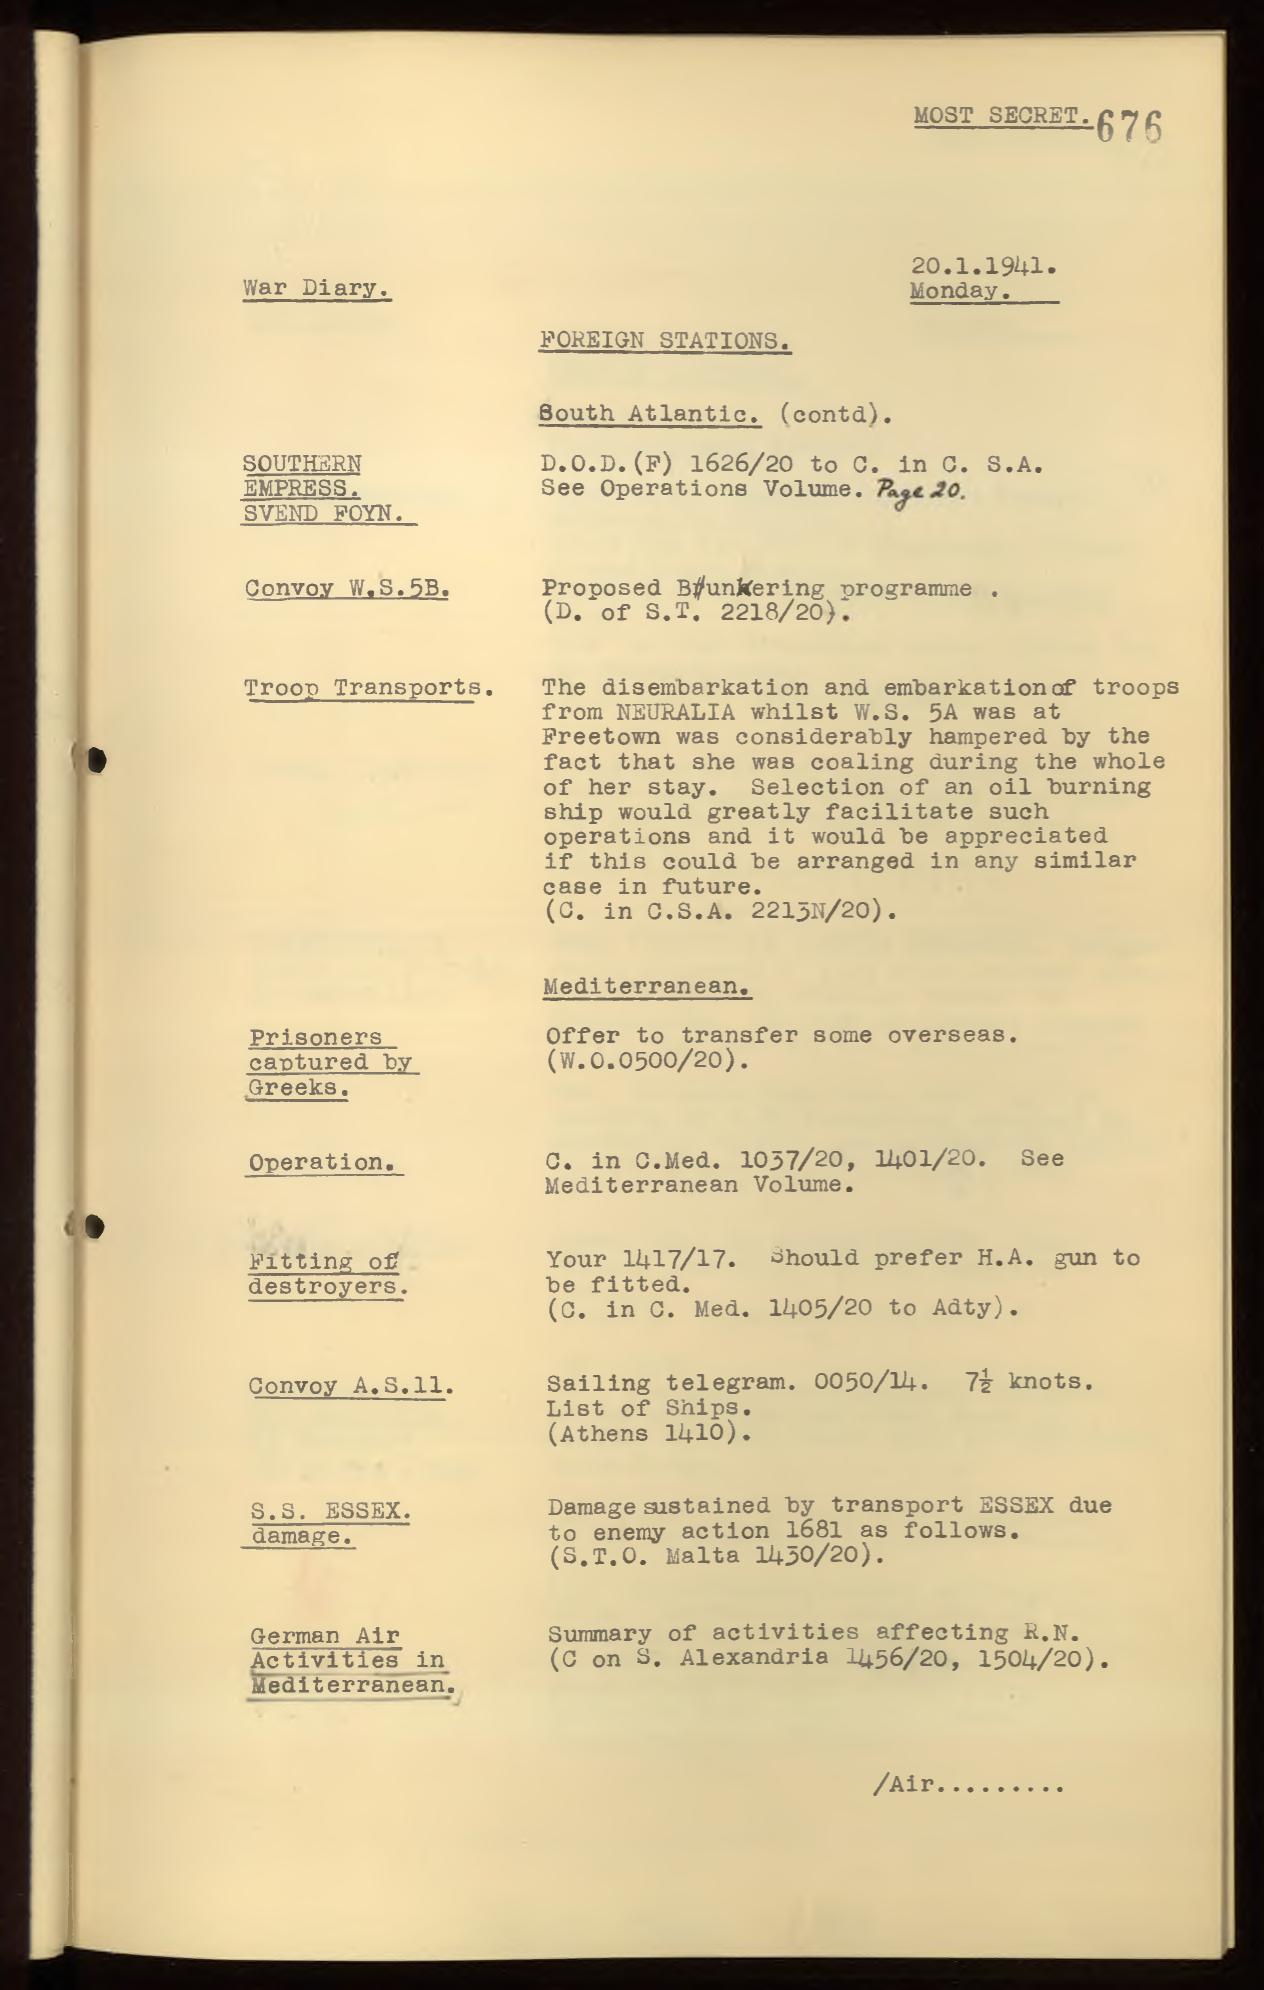 MOST SECRET. 676
20.1.1941.
War Diary.
Monday.
FOREIGN STATIONS.
South Atlantic. (contd).
SOUTHERN
EMPRESS.
SVEND FOYN.
D.O.D.(F) 1626/20 to C. in C. S.A.
See Operations Volume. Page 20.
Convoy W.S.5B.
Proposed Bunkering programme .
(D. of S.T. 2218/20).
Troop Transports.
The disembarkation and embarkation of troops
from NEURALIA whilst W.S. 5A was at
Freetown was considerably hampered by the
fact that she was coaling during the whole
of her stay. Selection of an oil burning
ship would greatly facilitate such
operations and it would be appreciated
if this could be arranged in any similar
case in future.
(C. in C.S.A. 2213N/20).
Mediterranean.
Prisoners
captured by
Greeks.
Offer to transfer some overseas.
(W.O.0500/20).
Operation.
C. in C.Med. 1037/20, 1401/20. See
Mediterranean Volume.
Fitting of
destroyers.
Your 1417/17. Should prefer H.A. gun to
be fitted.
(C. in C. Med. 1405/20 to Adty).
Convoy A.S.11.
Sailing telegram. 0050/14. 7½ knots.
List of Ships.
(Athens 1410).
S.S. ESSEX.
damage.
Damage sustained by transport ESSEX due
to enemy action 1681 as follows.
(S.T.O. Malta 1430/20).
German Air
Activities in
Mediterranean.
Summary of activities affecting R.N.
(C on S. Alexandria 1456/20, 1504/20).
/Air.........